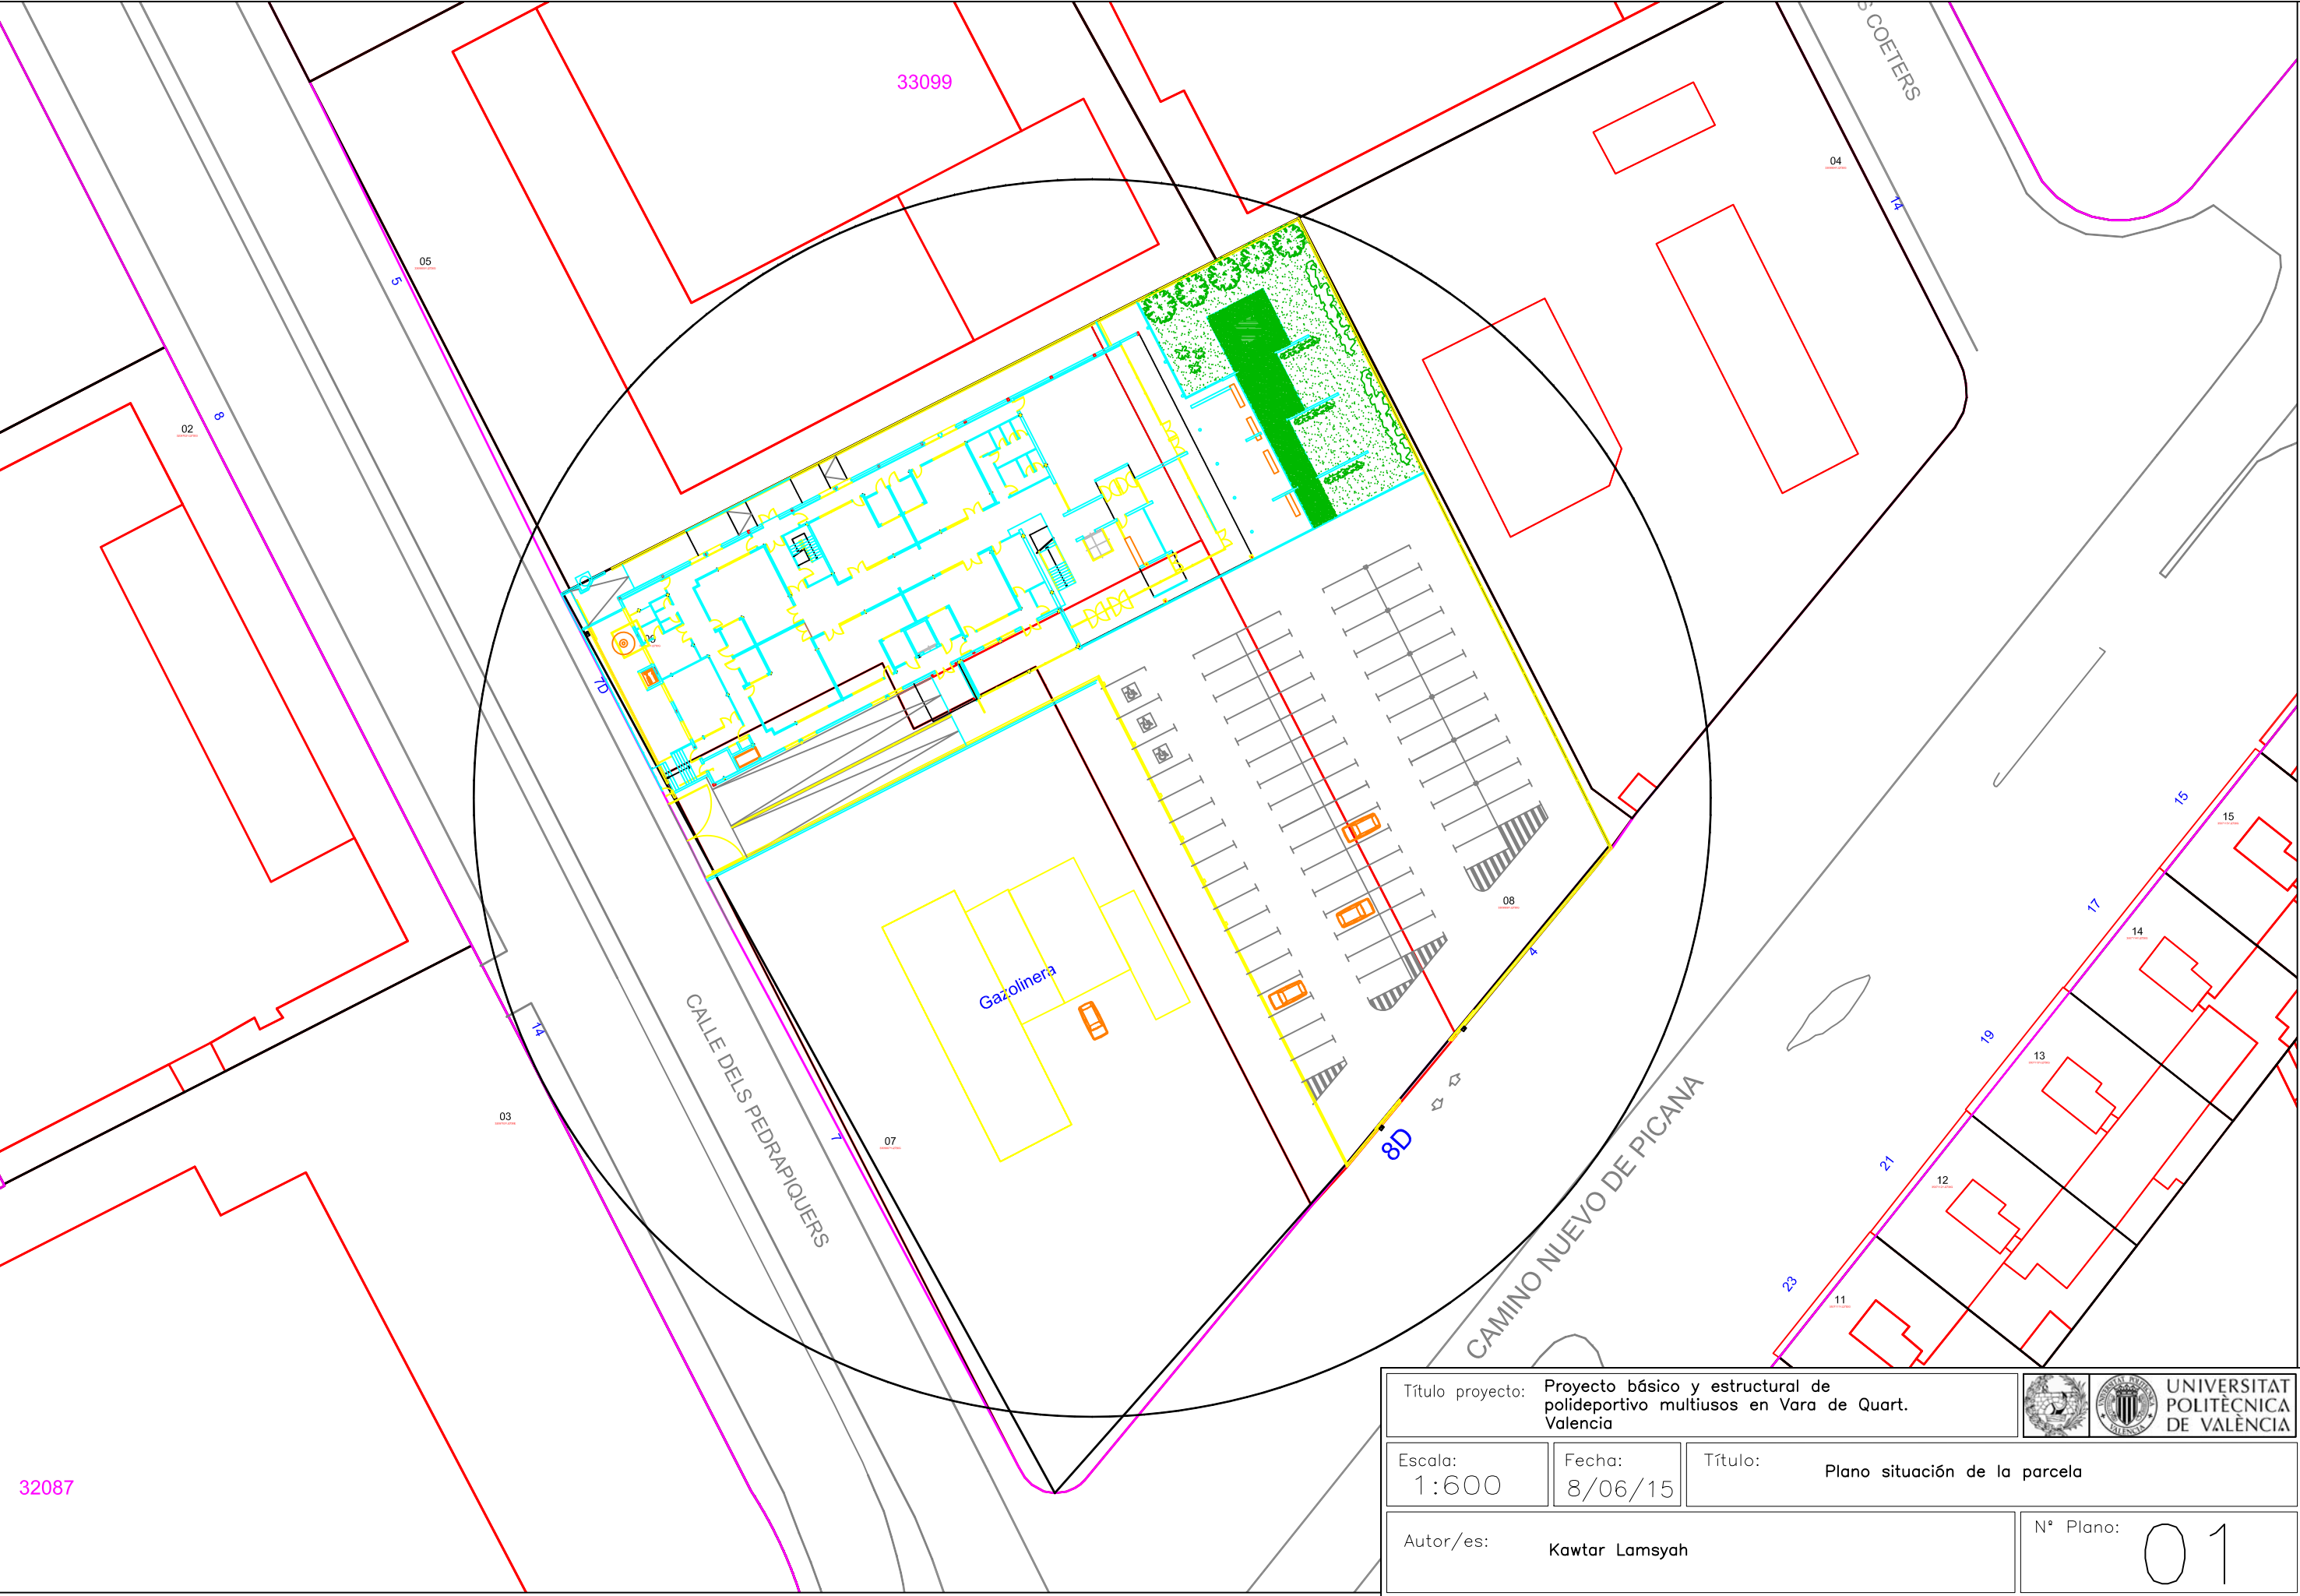 S COETERS
33099
04
14
05
5
02
8
06
7D
15
15
17
14
08
4
Gazolinera
19
13
14
CALLE DELS PEDRAPIQUERS
03
07
7
8D
CAMINO NUEVO DE PICANA
21
12
23
11
32087
Título proyecto: Proyecto básico y estructural de
polideportivo multiusos en Vara de Quart.
Valencia
UNIVERSITAT
POLITÈCNICA
DE VALÈNCIA
Escala:
1:600
Fecha:
8/06/15
Título:
Plano situación de la parcela
Autor/es: Kawtar Lamsyah
Nº Plano: 01